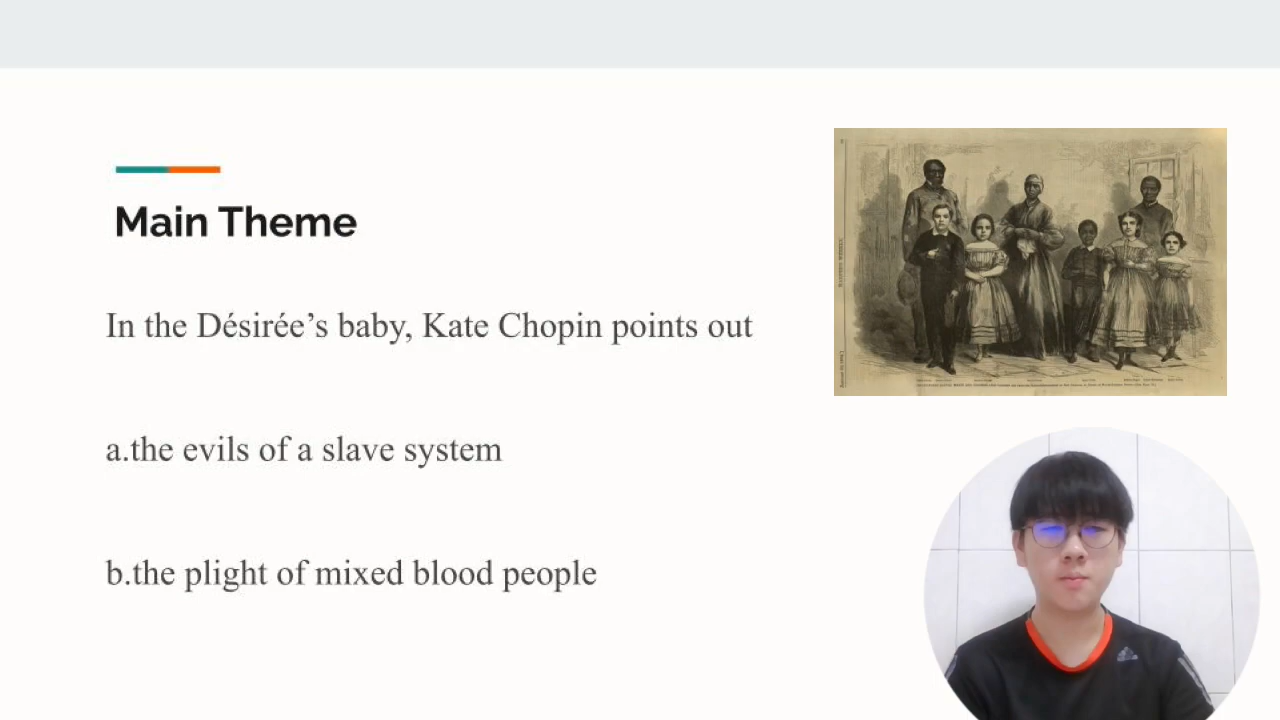 Main Theme
In the Désirée’s baby, Kate Chopin points out
a.the evils of a slave system
b.the plight of mixed blood people